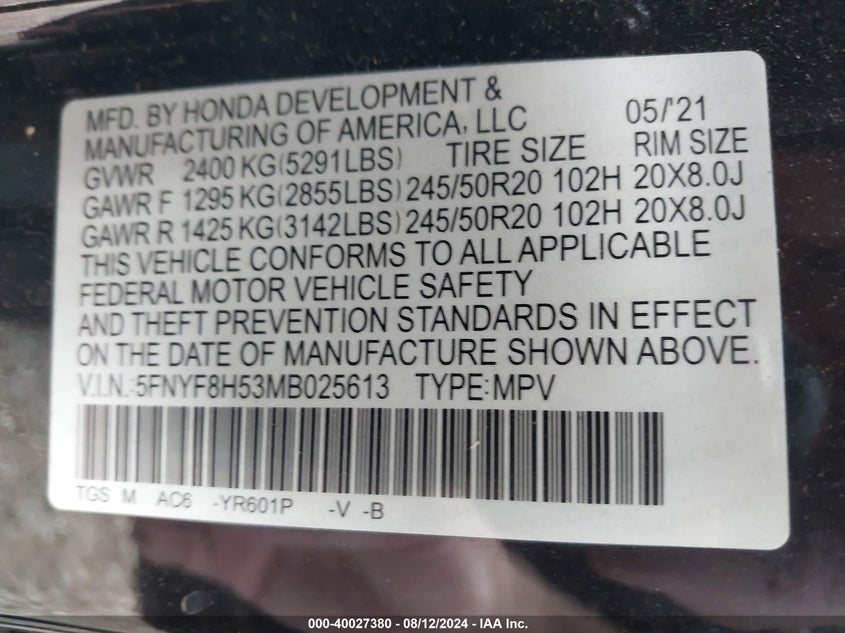 MFD. BY HONDA DEVELOPMENT &
MANUFACTURING OF AMERICA, LLC 05/'21
GVWR 2400 KG(5291LBS) TIRE SIZE RIM SIZE
GAWR F 1295 KG(2855LBS) 245/50R20 102H 20X8.0J
GAWR R 1425 KG(3142LBS) 245/50R20 102H 20X8.0J
THIS VEHICLE CONFORMS TO ALL APPLICABLE
FEDERAL MOTOR VEHICLE SAFETY
AND THEFT PREVENTION STANDARDS IN EFFECT
ON THE DATE OF MANUFACTURE SHOWN ABOVE.
V.I.N.:5FNYF8H53MB025613 TYPE:MPV
TGS M AC6 -YR601P -V -B
000-40027380 - 08/12/2024 - IAA Inc.